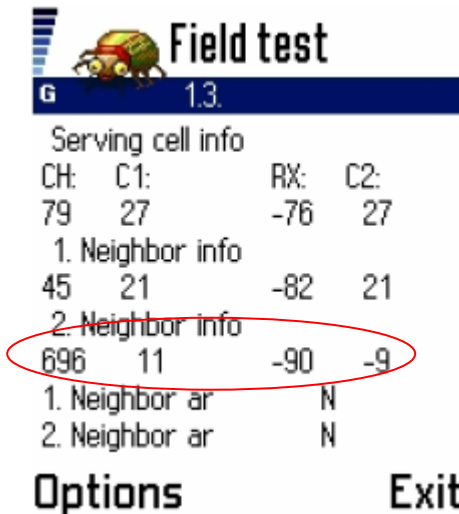 Field test
G 1.3.
Serving cell info
CH: C1: RX: C2:
79 27 -76 27
1. Neighbor info
45 21 -82 21
2. Neighbor info
696 11 -90 -9
1. Neighbor ar N
2. Neighbor ar N
Options Exit